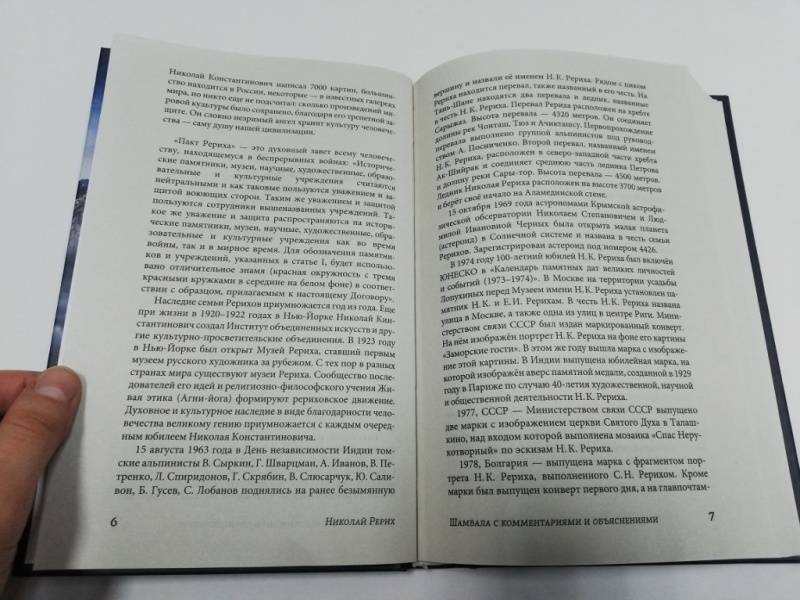 Николай Константинович написал 7000 картин, большин-
ство находится в России, некоторые — в известных галереях
мира, но никто еще не подсчитал: сколько произведений ми-
ровой культуры было сохранено, благодаря его трепетной за-
щите. Он словно незримый ангел хранит культуру человече-
ства — саму душу нашей цивилизации.
«Пакт Рериха» — это духовный завет всему человече-
ству, находящемуся в беспрерывных войнах: «Историче-
ские памятники, музеи, научные, художественные, образо-
вательные и культурные учреждения считаются
нейтральными и как таковые пользуются уважением и за-
щитой воюющих сторон. Таким же уважением и защитой
пользуются сотрудники вышеназванных учреждений. Та-
кое же уважение и защита распространяются на историче-
ские памятники, музеи, научные, художественные, обра-
зовательные и культурные учреждения как во время
войны, так и в мирное время. Для обозначения памятни-
ков и учреждений, указанных в статье I, будет использо-
вано отличительное знамя (красная окружность с тремя
красными кружками в середине на белом фоне) в соответ-
ствии с образцом, прилагаемым к настоящему Договору».
Наследие семьи Рерихов приумножается год из года. Еще
при жизни в 1920–1922 годах в Нью-Йорке Николай Кон-
стантинович создал Институт объединенных искусств и дру-
гие культурно-просветительские объединения. В 1923 году
в Нью-Йорке был открыт Музей Рериха, ставший первым
музеем русского художника за рубежом. С тех пор в разных
странах мира существуют музеи Рериха. Сообщество после-
дователей его идей и религиозно-философского учения Жи-
вая этика (Агни-йога) формируют рериховское движение.
Духовное и культурное наследие в виде благодарности чело-
вечества великому гению приумножается с каждым очеред-
ным юбилеем Николая Константиновича.
15 августа 1963 года в День независимости Индии том-
ские альпинисты В. Сыркин, Г. Шварцман, А. Иванов, В. Пе-
тренко, Л. Спиридонов, Г. Скрябин, В. Слюсарчук, Ю. Сали-
вон, Б. Гусев, С. Лобанов поднялись на ранее безымянную
6
Николай Рерих
вершину и назвали её именем Н. К. Рериха. Рядом с пиком
Рериха находится перевал, также названный в его честь. На
Тянь-Шане находятся два перевала и ледник, названные
в честь Н. К. Рериха. Перевал Рериха расположен на хребте
Сарыжаз. Высота перевала — 4320 метров. Он соединяет
долины рек Чонташ, Тюз и Ачикташсу. Первопрохождение
перевала выполнено группой альпинистов под руковод-
ством А. Посниченко. Второй перевал, названный именем
Н. К. Рериха, расположен в северо-западной части хребта
Ак-Шийрак и соединяет среднюю часть ледника Петрова
и долину реки Сары-тор. Высота перевала — 4500 метров.
Ледник Николая Рериха расположен на высоте 3700 метров
и берёт своё начало на Аламединской стене.
15 октября 1969 года астрономами Крымской астрофи-
зической обсерватории Николаем Степановичем и Люд-
милой Ивановной Черных была открыта малая планета
(астероид) в Солнечной системе и названа в честь семьи
Рерихов. Зарегистрирован астероид под номером 4426.
В 1974 году 100-летний юбилей Н. К. Рериха был включён
ЮНЕСКО в «Календарь памятных дат великих личностей
и событий (1973–1974)». В Москве на территории усадьбы
Лопухиных перед Музеем имени Н. К. Рериха установлен па-
мятник Н. К. и Е.И. Рерихам. В честь Н. К. Рериха названа
улица в Москве, а также одна из улиц в центре Риги. Мини-
стерством связи СССР был издан маркированный конверт.
На нём изображён портрет Н. К. Рериха на фоне его картины
«Заморские гости». В этом же году вышла марка с изображе-
нием этой картины. В Индии выпущена юбилейная марка, на
которой изображён аверс памятной медали, созданной в 1929
году в Париже по случаю 40-летия художественной, научной
и общественной деятельности Н. К. Рериха.
1977, СССР — Министерством связи СССР выпущено
две марки с изображением церкви Святого Духа в Талаш-
кино, над входом которой выполнена мозаика «Спас Неру-
котворный» по эскизам Н. К. Рериха.
1978, Болгария — выпущена марка с фрагментом пор-
трета Н. К. Рериха, выполненного С.Н. Рерихом. Кроме
марки был выпущен конверт первого дня, а на главпочтам-
Шамбала с комментариями и объяснениями
7